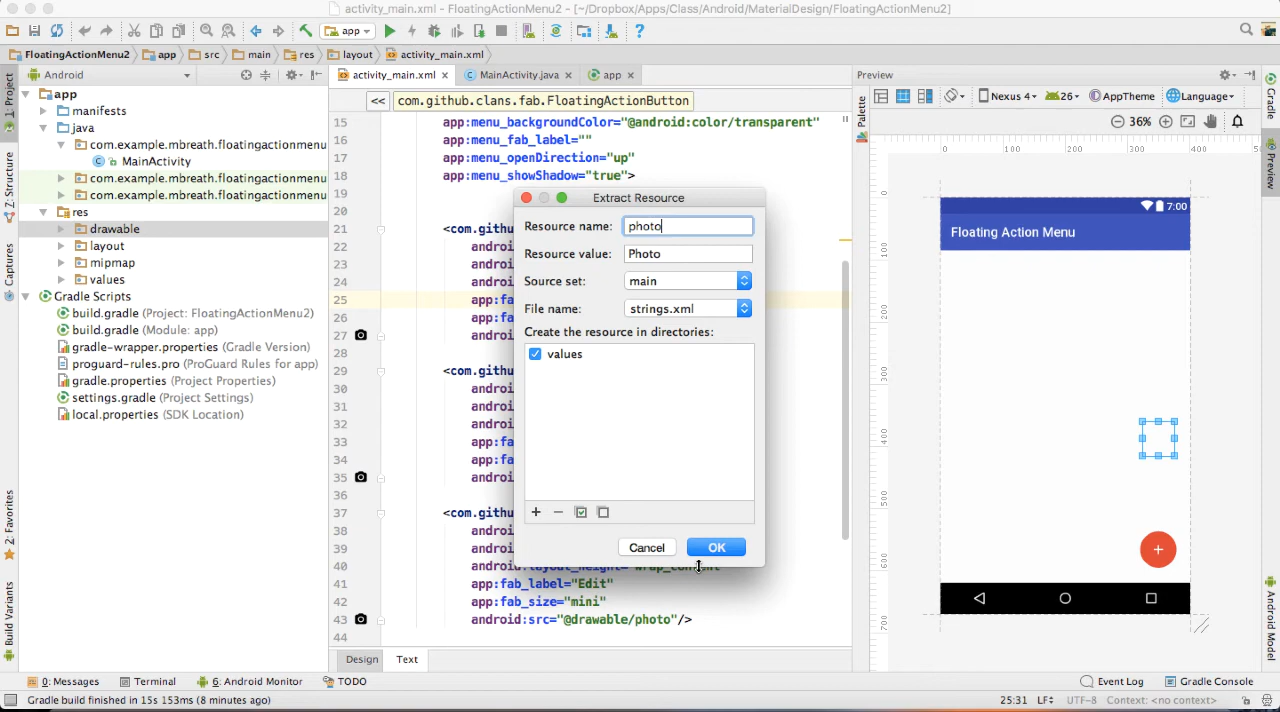 activity_main.xml - FloatingActionMenu2 - [~/Dropbox/Apps/Class/Android/MaterialDesign/FloatingActionMenu2]
app
FloatingActionMenu2 app src main res layout activity_main.xml
1: Project
Z: Structure
Captures
2: Favorites
Build Variants
Android
app
manifests
java
com.example.mbreath.floatingactionmenu
MainActivity
com.example.mbreath.floatingactionmenu
com.example.mbreath.floatingactionmenu
res
drawable
layout
mipmap
values
Gradle Scripts
build.gradle (Project: FloatingActionMenu2)
build.gradle (Module: app)
gradle-wrapper.properties (Gradle Version)
proguard-rules.pro (ProGuard Rules for app)
gradle.properties (Project Properties)
settings.gradle (Project Settings)
local.properties (SDK Location)
activity_main.xml MainActivity.java app
<< com.github.clans.fab.FloatingActionButton
15 app:menu_backgroundColor="@android:color/transparent"
16 app:menu_fab_label=""
17 app:menu_openDirection="up"
18 app:menu_showShadow="true">
19
20
21 <com.gith
22 androi
23 androi
24 androi
25 app:fa
26 app:fa
27 androi
28
29 <com.gith
30 androi
31 androi
32 androi
33 app:fa
34 app:fa
35 androi
36
37 <com.gith
38 androi
39 androi
40 android:layout_height="wrap_content"
41 app:fab_label="Edit"
42 app:fab_size="mini"
43 android:src="@drawable/photo"/>
44
Design Text
Extract Resource
Resource name: photo
Resource value: Photo
Source set: main
File name: strings.xml
Create the resource in directories:
values
Cancel OK
Preview
Palette
Nexus 4 26 AppTheme Language
36%
0 100 200 300 400
0
100
200
300
400
500
600
700
7:00
Floating Action Menu
Gradle
Preview
Android Model
0: Messages Terminal 6: Android Monitor TODO Event Log Gradle Console
Gradle build finished in 15s 153ms (8 minutes ago) 25:31 LF UTF-8 Context: <no context>